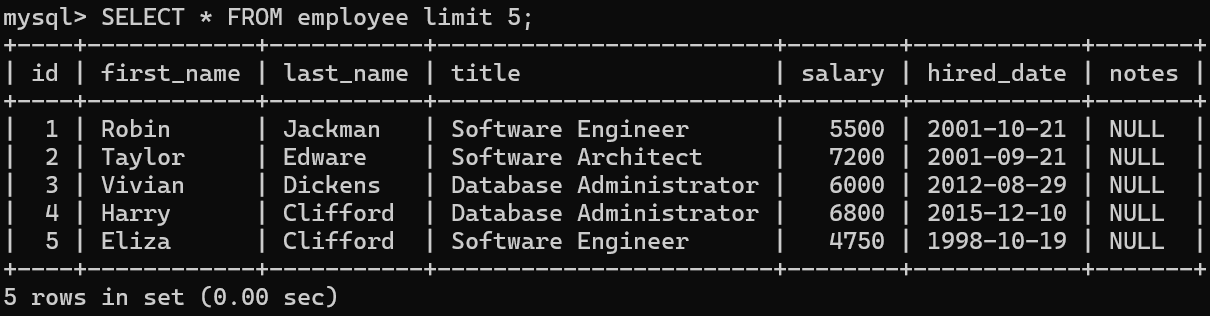 mysql> SELECT * FROM employee limit 5;
+----+------------+-----------+------------------------+--------+------------+-------+
| id | first_name | last_name | title                  | salary | hired_date | notes |
+----+------------+-----------+------------------------+--------+------------+-------+
|  1 | Robin      | Jackman   | Software Engineer      |   5500 | 2001-10-21 | NULL  |
|  2 | Taylor     | Edware    | Software Architect     |   7200 | 2001-09-21 | NULL  |
|  3 | Vivian     | Dickens   | Database Administrator |   6000 | 2012-08-29 | NULL  |
|  4 | Harry      | Clifford  | Database Administrator |   6800 | 2015-12-10 | NULL  |
|  5 | Eliza      | Clifford  | Software Engineer      |   4750 | 1998-10-19 | NULL  |
+----+------------+-----------+------------------------+--------+------------+-------+
5 rows in set (0.00 sec)